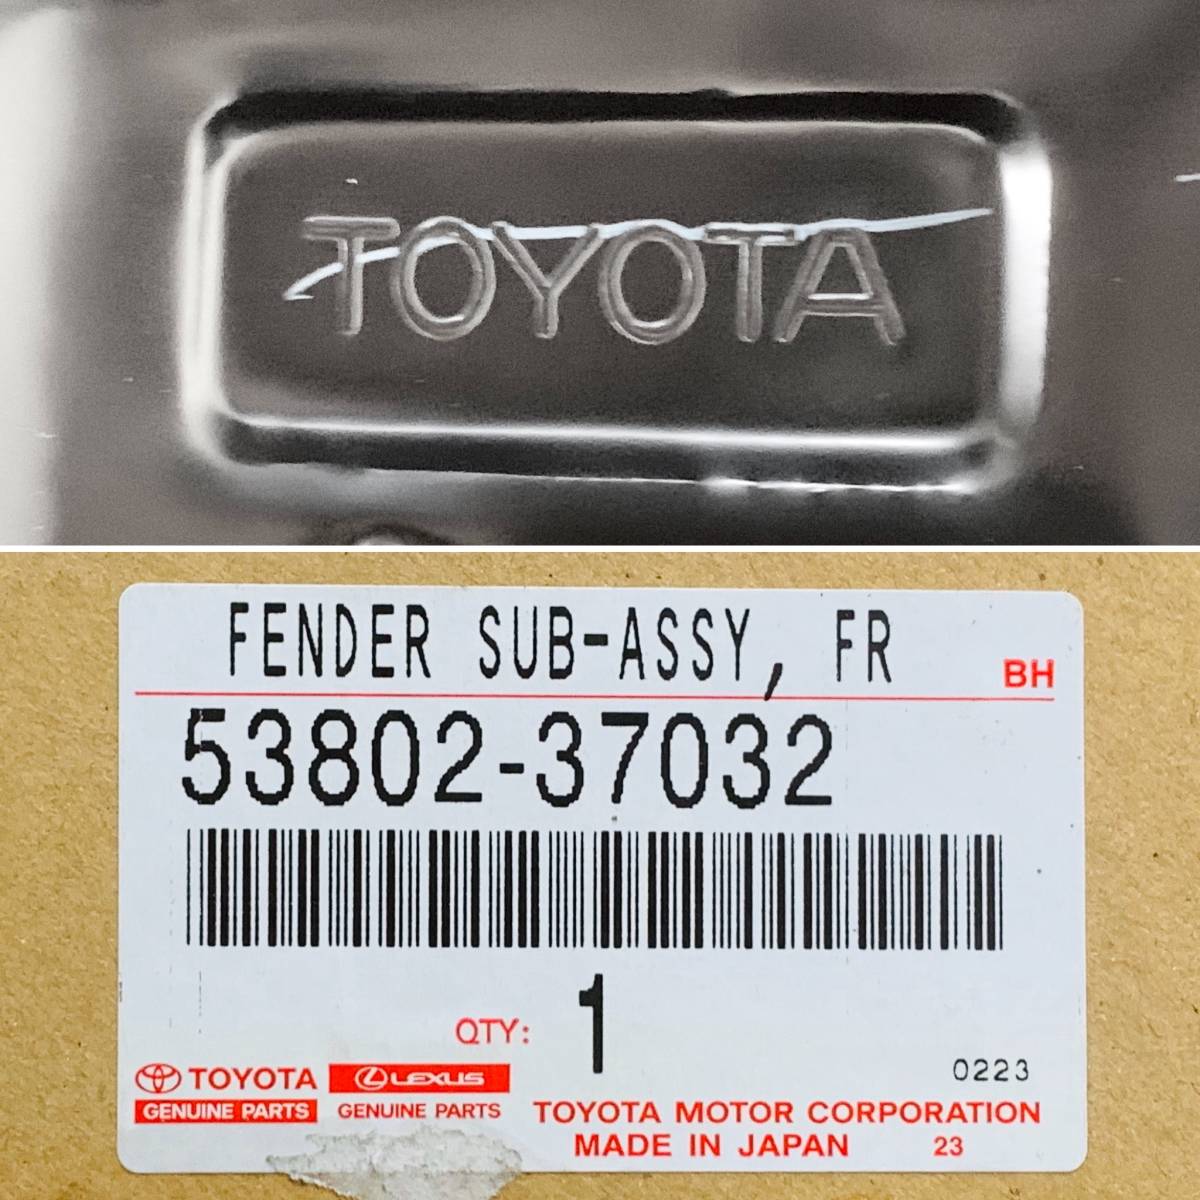 TOYOTA
FENDER SUB-ASSY, FR
BH
53802-37032
QTY: 1
0223
TOYOTA LEXUS
GENUINE PARTS GENUINE PARTS
TOYOTA MOTOR CORPORATION
MADE IN JAPAN 23